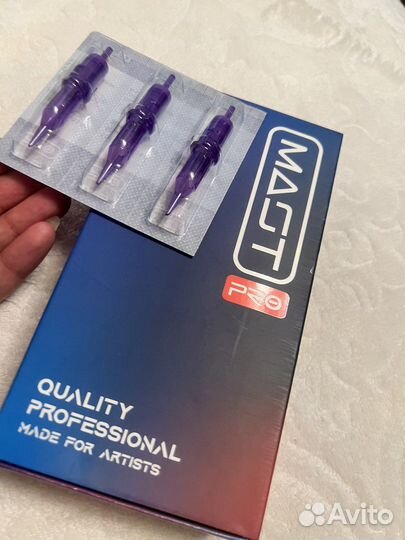 MAST
PRO
QUALITY
PROFESSIONAL
MADE FOR ARTISTS
Avito